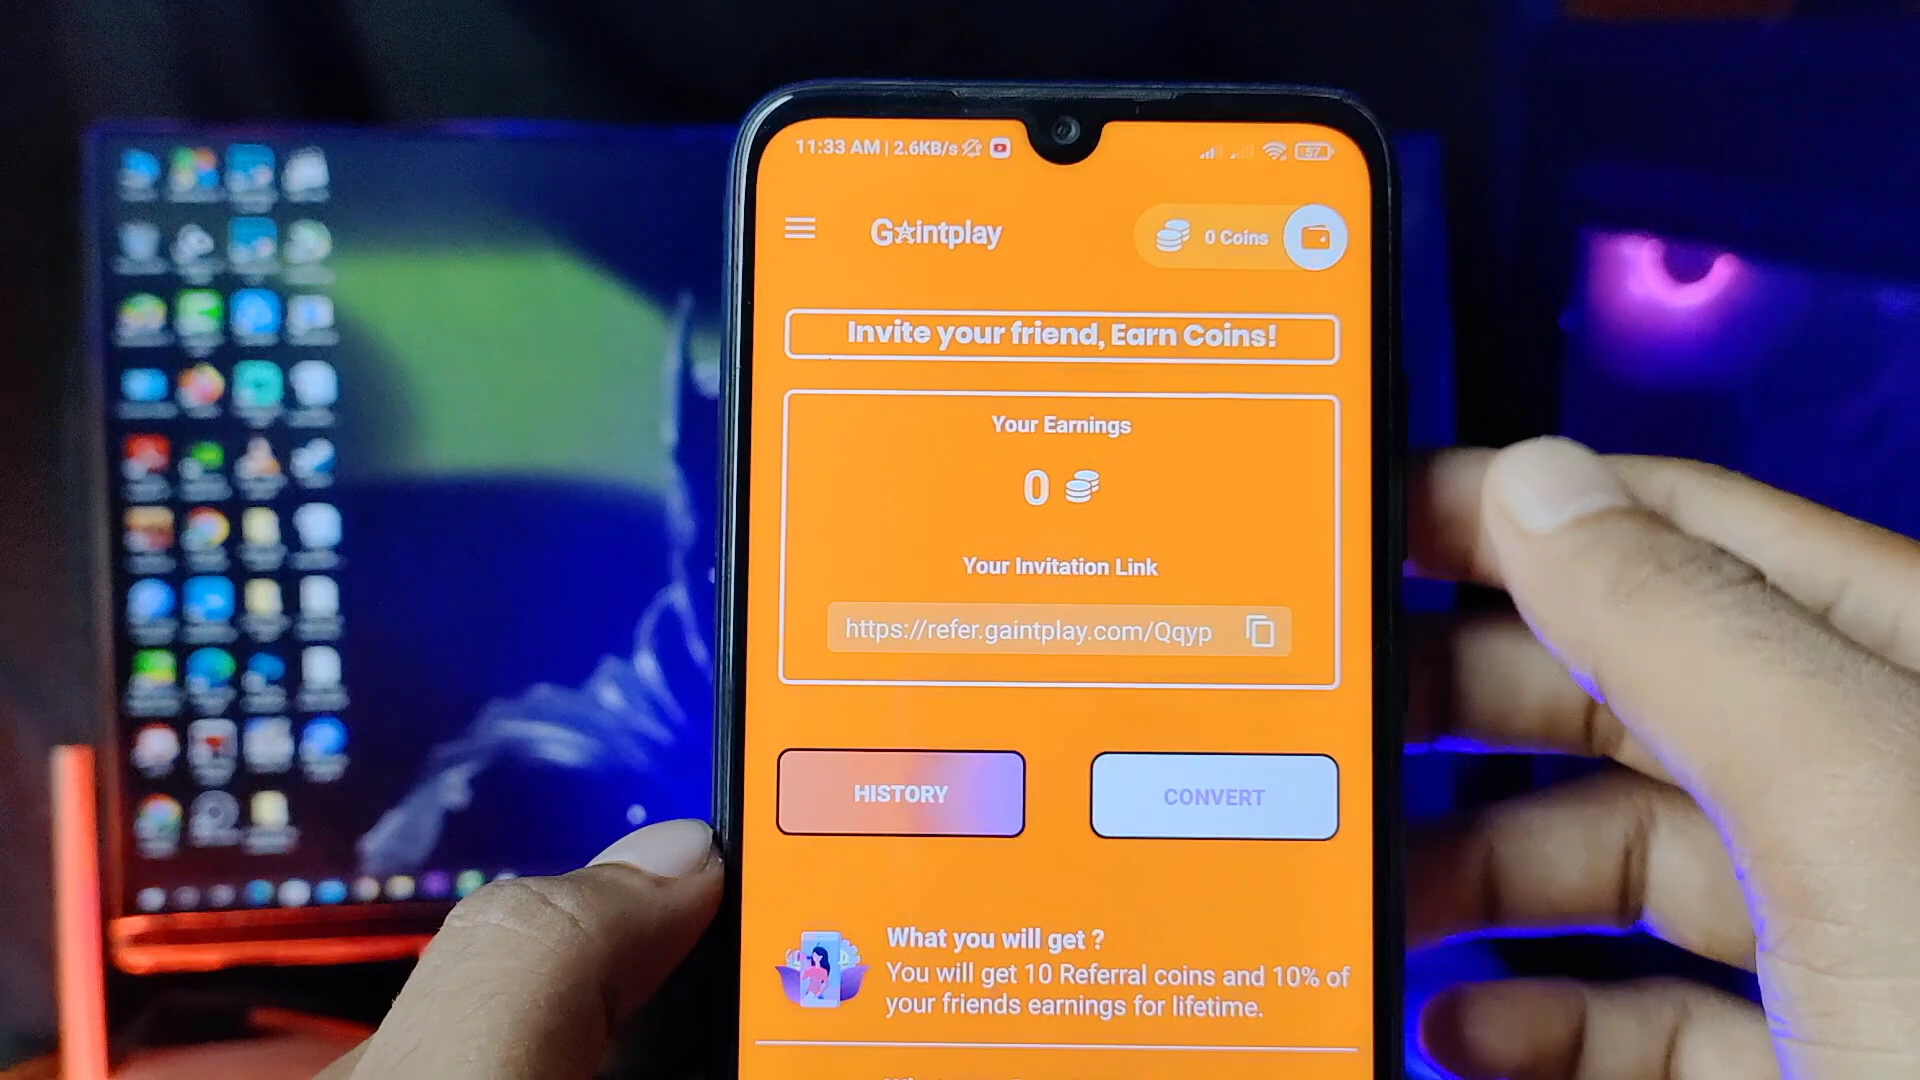 11:33 AM | 2.6KB/s
57
G☆intplay
0 Coins
Invite your friend, Earn Coins!
Your Earnings
0
Your Invitation Link
https://refer.gaintplay.com/Qqyp
HISTORY
CONVERT
What you will get ?
You will get 10 Referral coins and 10% of
your friends earnings for lifetime.